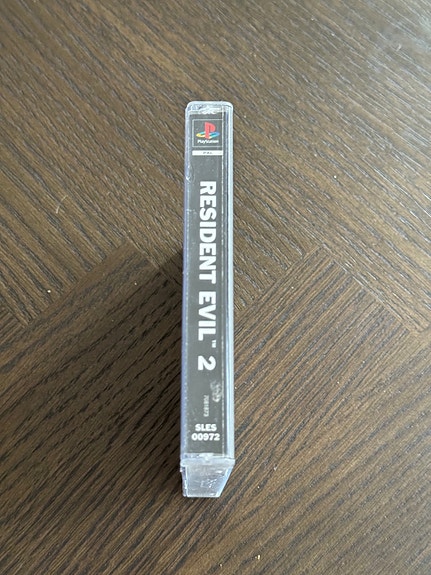 PlayStation
RESIDENT EVIL™ 2
SLES
00972